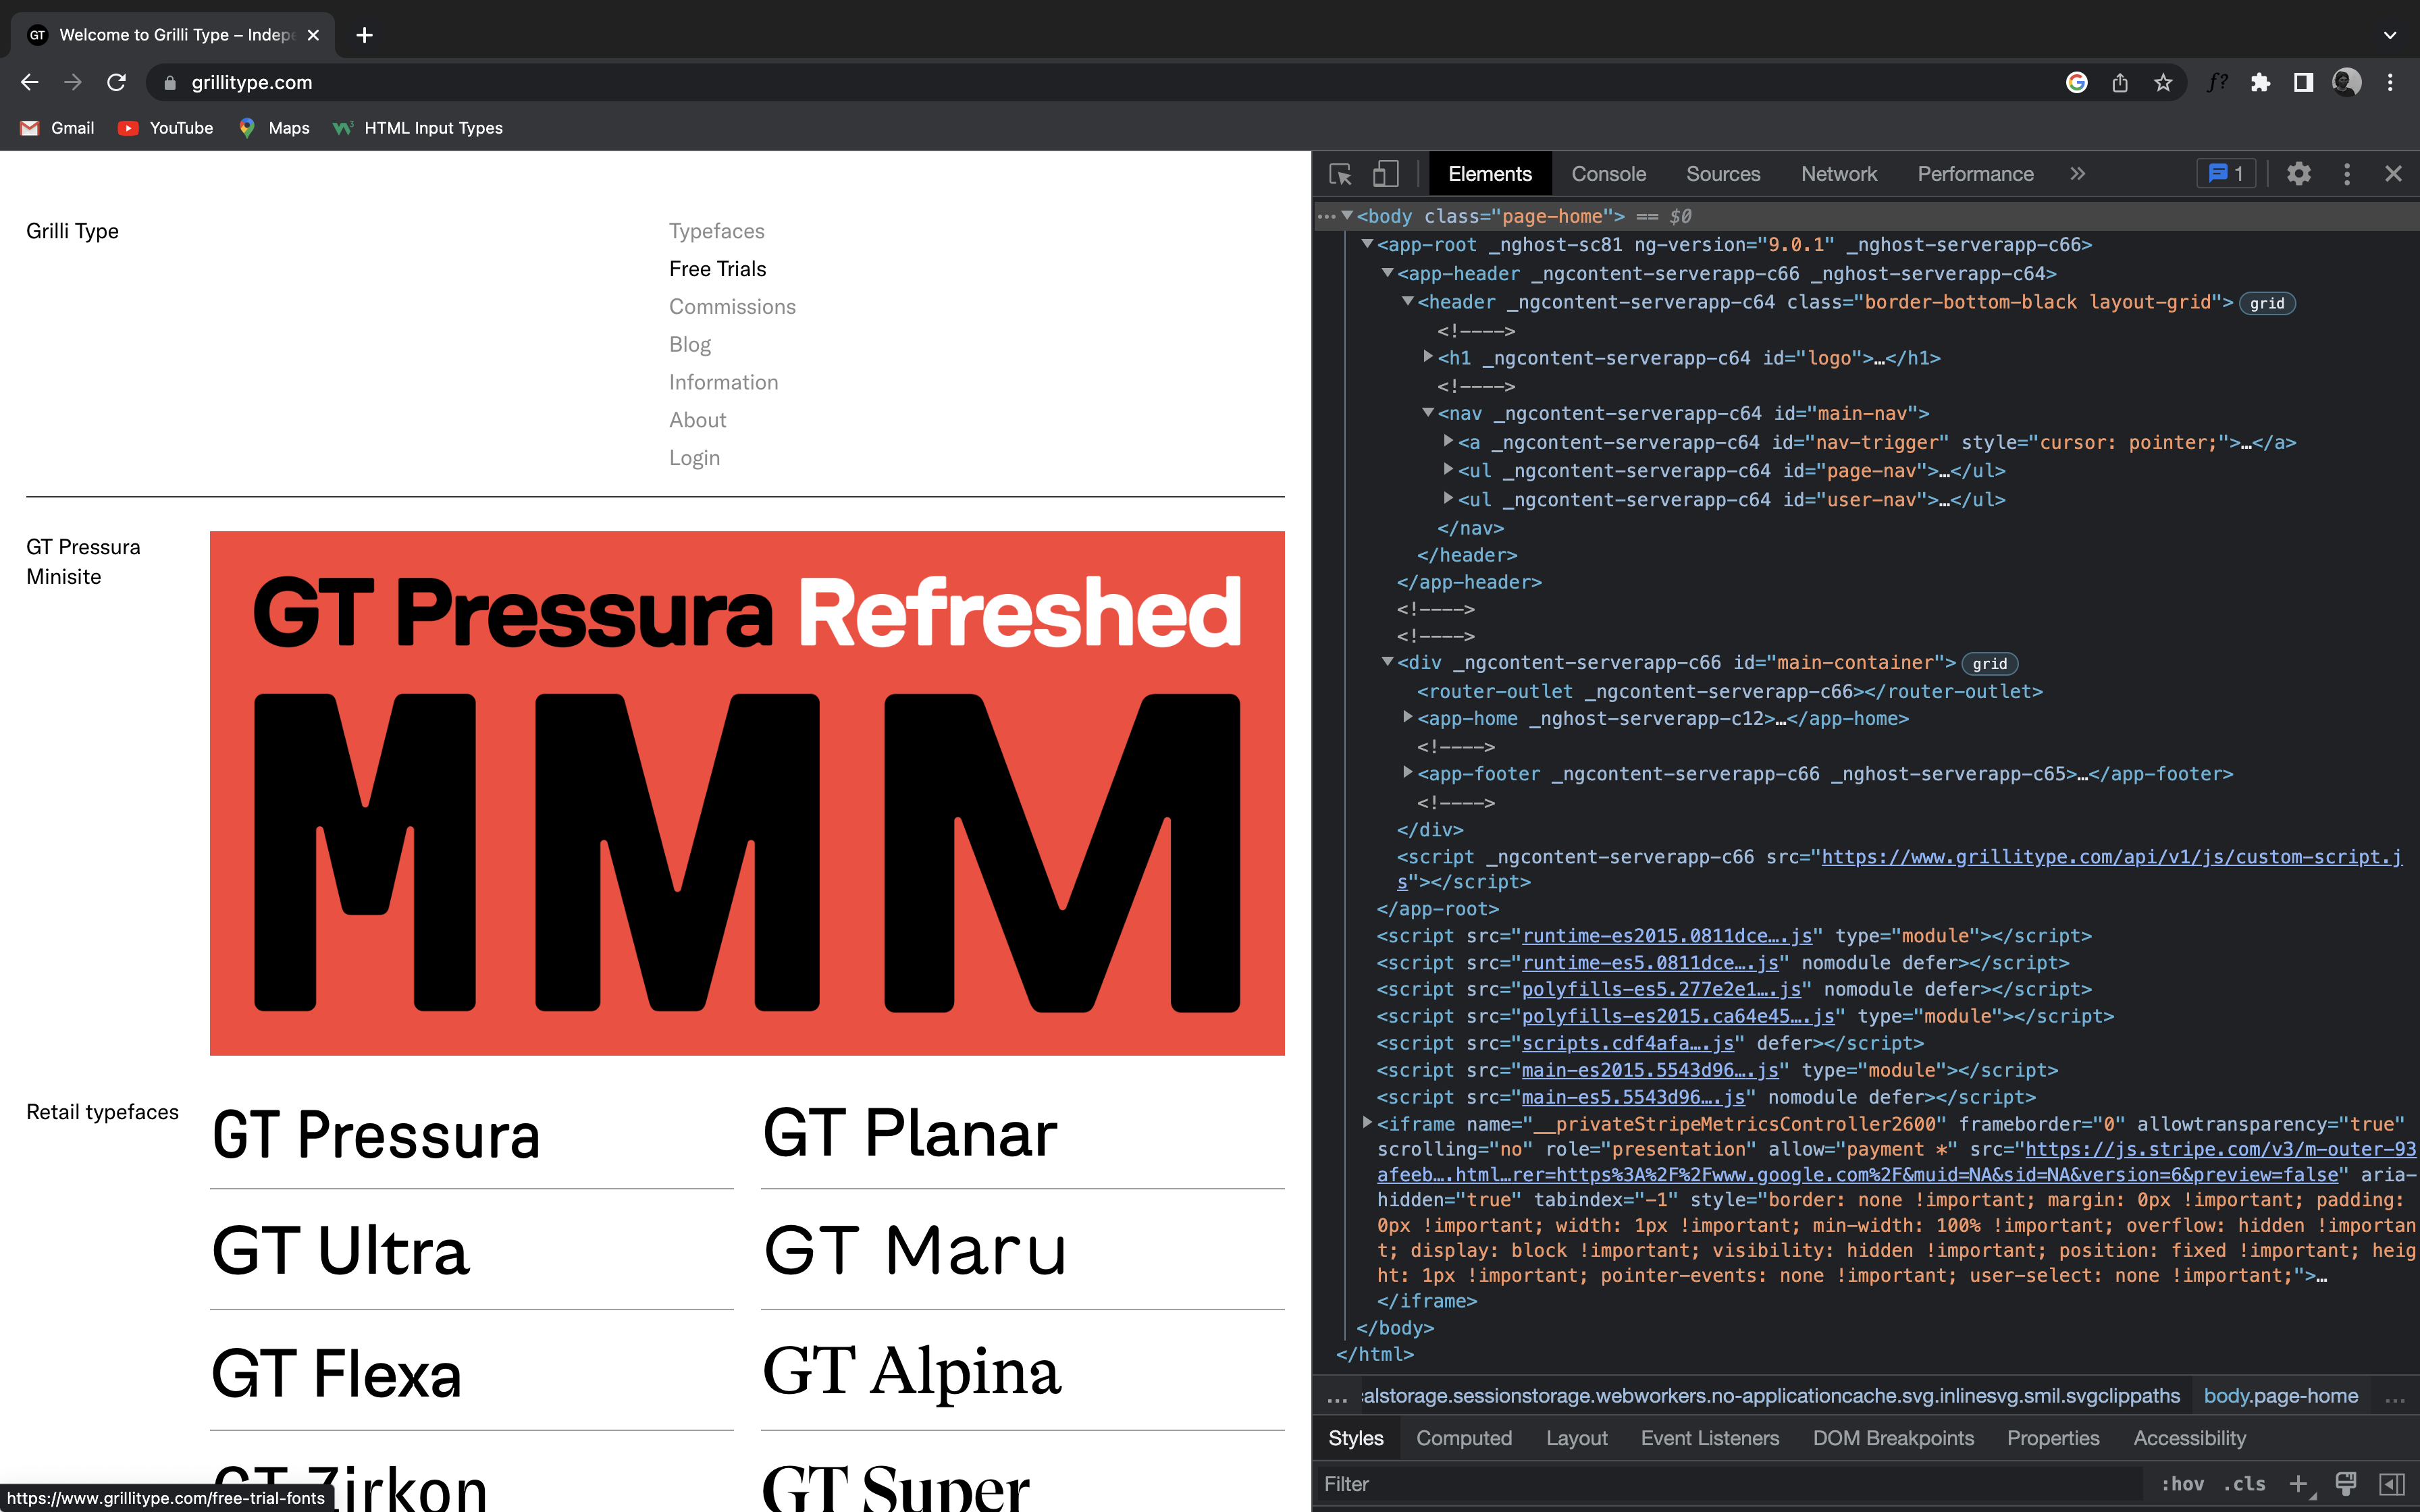 GT Welcome to Grilli Type – Indepe
grillitype.com
f?
Gmail YouTube Maps HTML Input Types
Grilli Type
Typefaces
Free Trials
Commissions
Blog
Information
About
Login
GT Pressura
Minisite
GT Pressura Refreshed
MMM
Retail typefaces
GT Pressura
GT Planar
GT Ultra
GT Maru
GT Flexa
GT Alpina
GT Zirkon
GT Super
https://www.grillitype.com/free-trial-fonts
Elements Console Sources Network Performance » 1
<body class="page-home"> == $0
<app-root _nghost-sc81 ng-version="9.0.1" _nghost-serverapp-c66>
<app-header _ngcontent-serverapp-c66 _nghost-serverapp-c64>
<header _ngcontent-serverapp-c64 class="border-bottom-black layout-grid"> grid
<!---->
<h1 _ngcontent-serverapp-c64 id="logo">…</h1>
<!---->
<nav _ngcontent-serverapp-c64 id="main-nav">
<a _ngcontent-serverapp-c64 id="nav-trigger" style="cursor: pointer;">…</a>
<ul _ngcontent-serverapp-c64 id="page-nav">…</ul>
<ul _ngcontent-serverapp-c64 id="user-nav">…</ul>
</nav>
</header>
</app-header>
<!---->
<!---->
<div _ngcontent-serverapp-c66 id="main-container"> grid
<router-outlet _ngcontent-serverapp-c66></router-outlet>
<app-home _nghost-serverapp-c12>…</app-home>
<!---->
<app-footer _ngcontent-serverapp-c66 _nghost-serverapp-c65>…</app-footer>
<!---->
</div>
<script _ngcontent-serverapp-c66 src="https://www.grillitype.com/api/v1/js/custom-script.j
s"></script>
</app-root>
<script src="runtime-es2015.0811dce….js" type="module"></script>
<script src="runtime-es5.0811dce….js" nomodule defer></script>
<script src="polyfills-es5.277e2e1….js" nomodule defer></script>
<script src="polyfills-es2015.ca64e45….js" type="module"></script>
<script src="scripts.cdf4afa….js" defer></script>
<script src="main-es2015.5543d96….js" type="module"></script>
<script src="main-es5.5543d96….js" nomodule defer></script>
<iframe name="__privateStripeMetricsController2600" frameborder="0" allowtransparency="true"
scrolling="no" role="presentation" allow="payment *" src="https://js.stripe.com/v3/m-outer-93
afeeb….html…rer=https%3A%2F%2Fwww.google.com%2F&muid=NA&sid=NA&version=6&preview=false" aria-
hidden="true" tabindex="-1" style="border: none !important; margin: 0px !important; padding:
0px !important; width: 1px !important; min-width: 100% !important; overflow: hidden !importan
t; display: block !important; visibility: hidden !important; position: fixed !important; heig
ht: 1px !important; pointer-events: none !important; user-select: none !important;">…
</iframe>
</body>
</html>
… alstorage.sessionstorage.webworkers.no-applicationcache.svg.inlinesvg.smil.svgclippaths body.page-home …
Styles Computed Layout Event Listeners DOM Breakpoints Properties Accessibility
Filter :hov .cls +